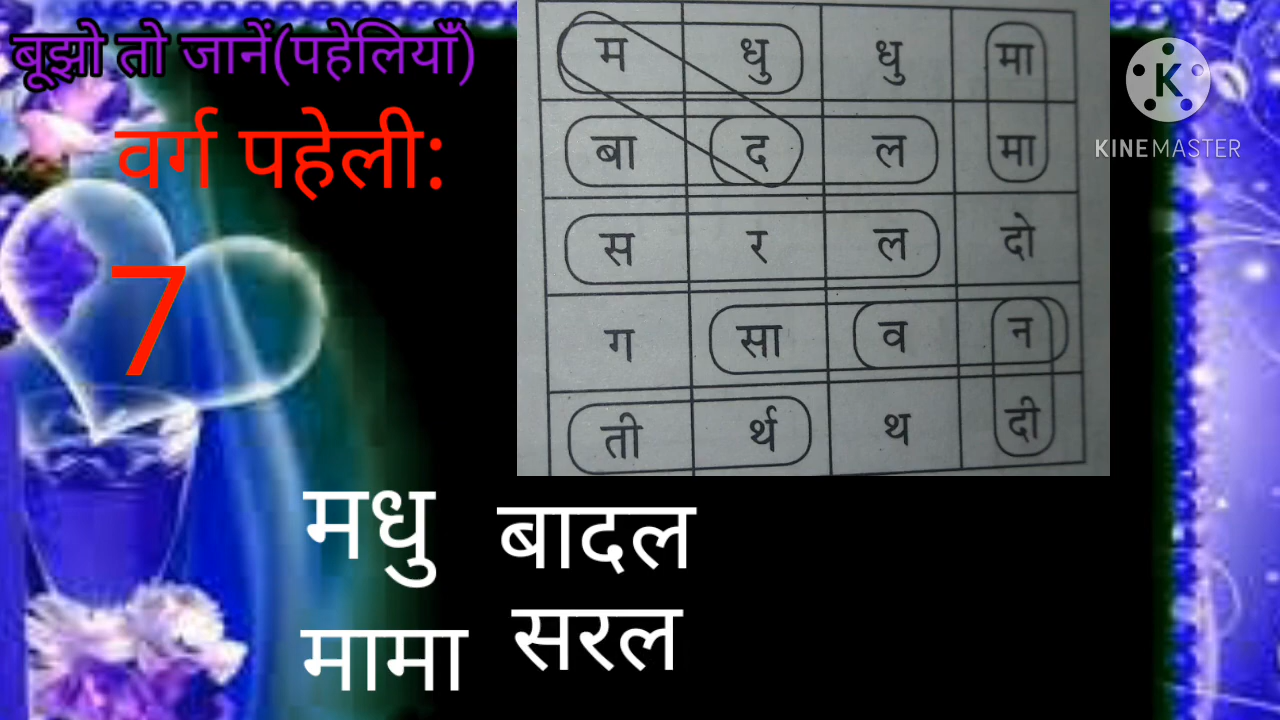 बूझो तो जानें(पहेलियाँ)
वर्ग पहेली:
7
म धु धु मा
बा द ल मा
स र ल दो
ग सा व न
ती र्थ थ दी
KINEMASTER
K
मधु बादल
मामा सरल